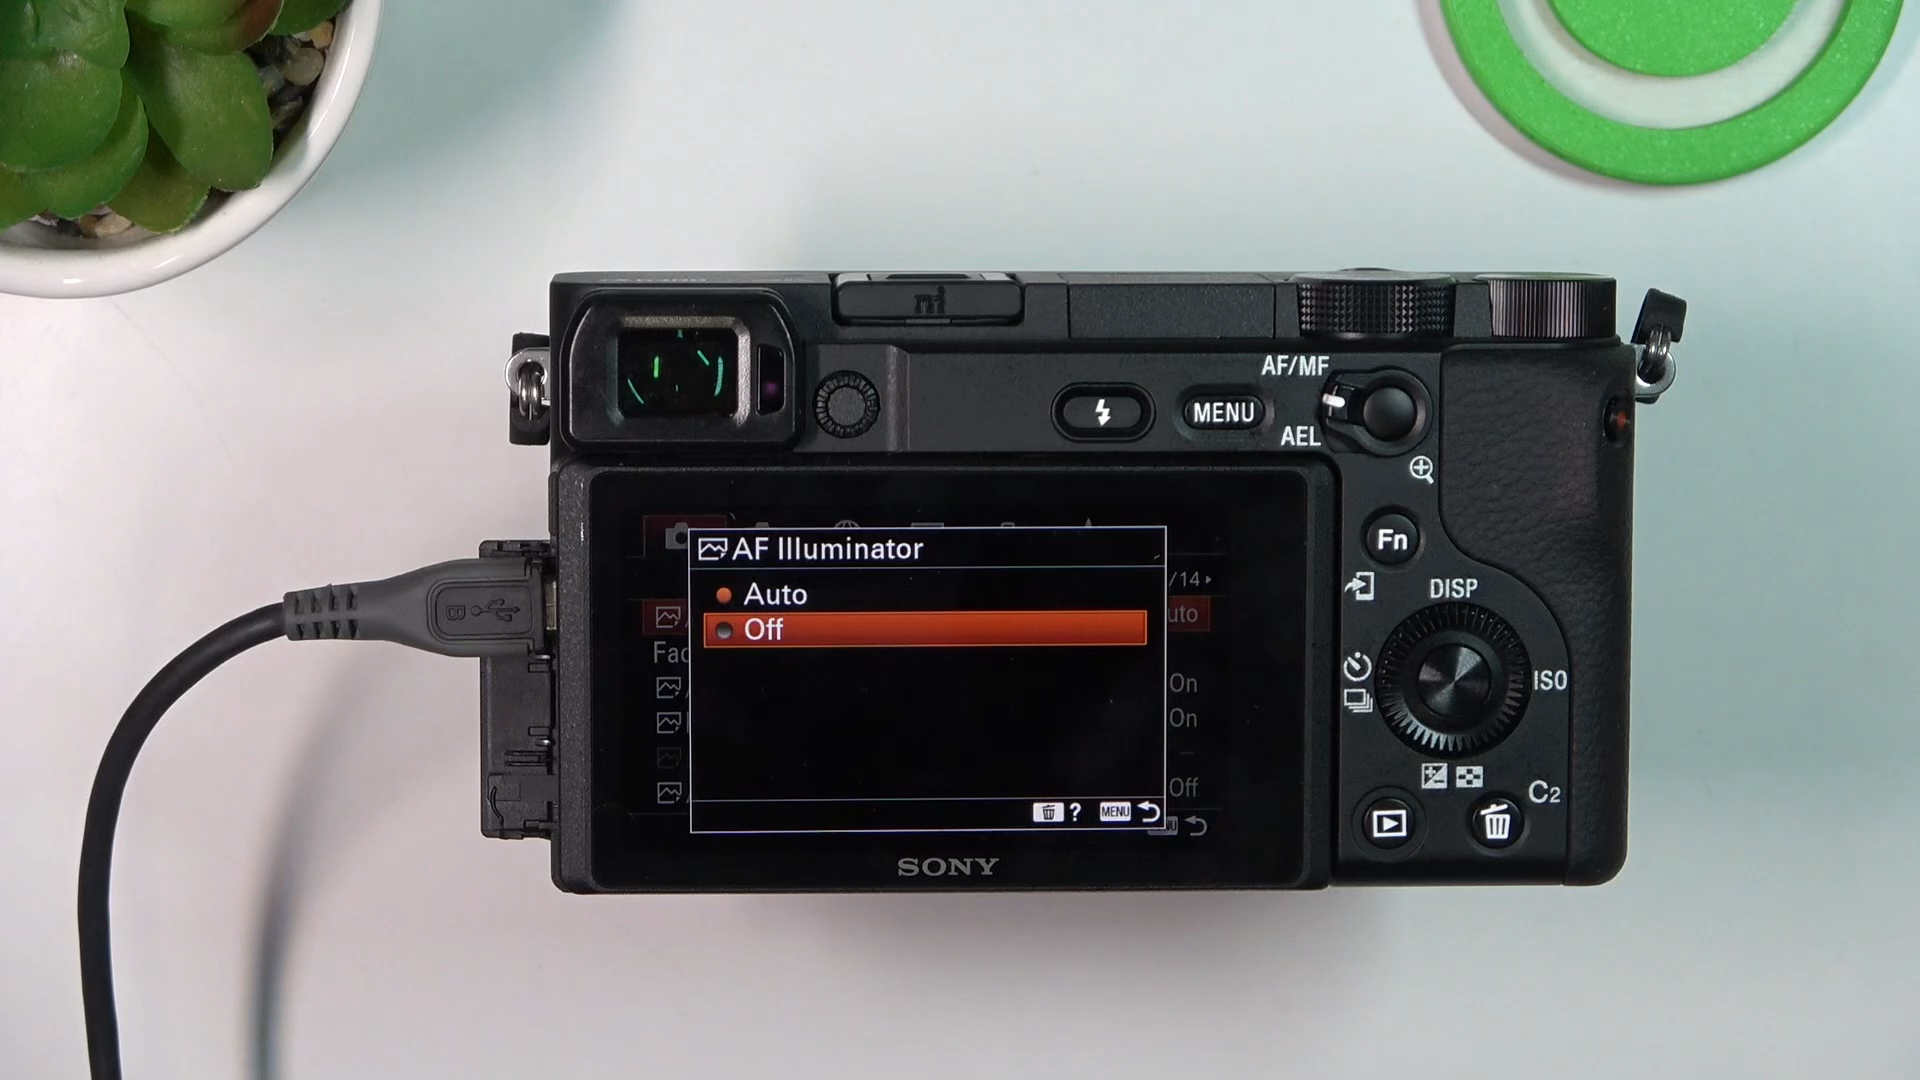 AF/MF
MENU
AEL
AF Illuminator
Auto
Off
/14
uto
Fac
On
On
Off
?
MENU
Fn
DISP
ISO
C2
SONY
B